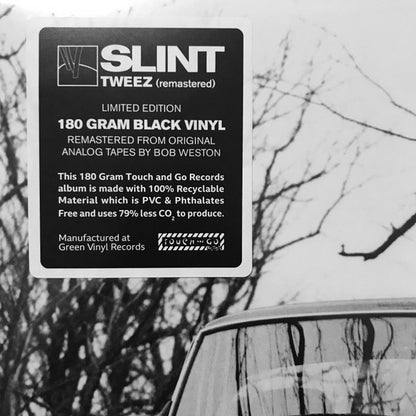 SLINT
TWEEZ (remastered)
LIMITED EDITION
180 GRAM BLACK VINYL
REMASTERED FROM ORIGINAL
ANALOG TAPES BY BOB WESTON
This 180 Gram Touch and Go Records
album is made with 100% Recyclable
Material which is PVC & Phthalates
Free and uses 79% less CO₂ to produce.
Manufactured at
Green Vinyl Records
TOUCH AND GO